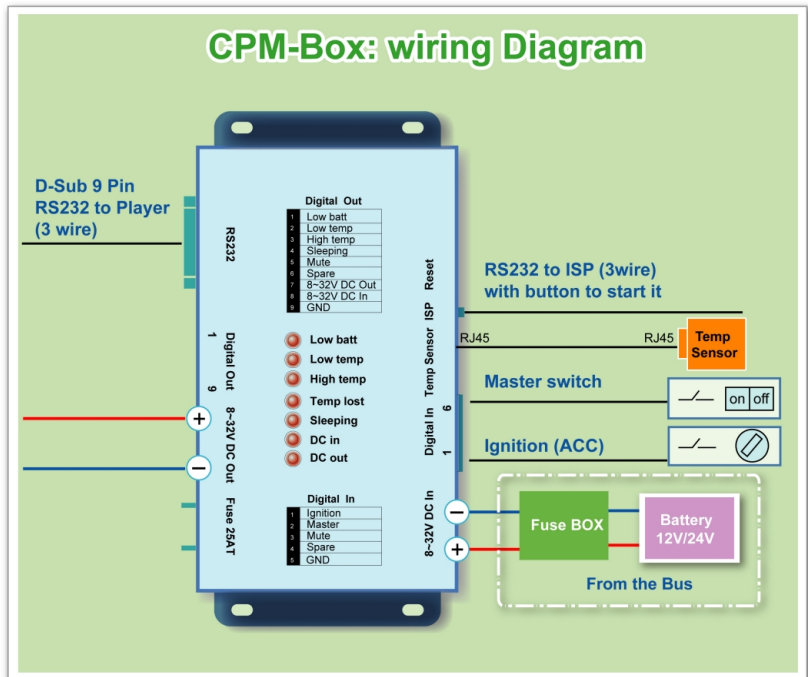 CPM-Box: wiring Diagram
D-Sub 9 Pin
RS232 to Player
(3 wire)
RS232
Digital Out
1 Low batt
2 Low temp
3 High temp
4 Sleeping
5 Mute
6 Spare
7 8~32V DC Out
8 8~32V DC In
9 GND
Reset
ISP
Temp Sensor
RS232 to ISP (3wire)
with button to start it
RJ45
RJ45
Temp
Sensor
1
Digital Out
9
Low batt
Low temp
High temp
Temp lost
Sleeping
DC in
DC out
6
Digital In
1
Master switch
on off
Ignition (ACC)
+
8~32V DC Out
−
Fuse 25AT
Digital In
1 Ignition
2 Master
3 Mute
4 Spare
5 GND
8~32V DC In
−
+
Fuse BOX
Battery
12V/24V
From the Bus